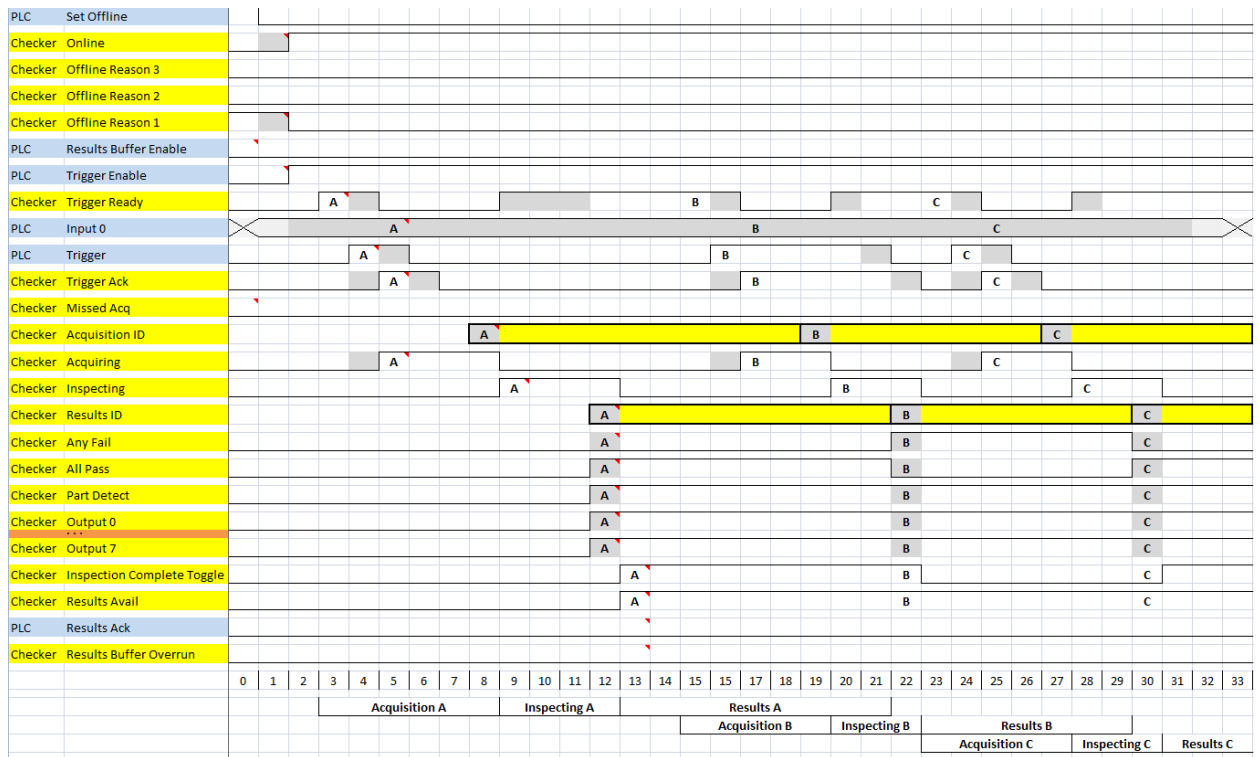 PLC Set Offline
Checker Online
Checker Offline Reason 3
Checker Offline Reason 2
Checker Offline Reason 1
PLC Results Buffer Enable
PLC Trigger Enable
Checker Trigger Ready A B C
PLC Input 0 A B C
PLC Trigger A B C
Checker Trigger Ack A B C
Checker Missed Acq
Checker Acquisition ID A B C
Checker Acquiring A B C
Checker Inspecting A B C
Checker Results ID A B C
Checker Any Fail A B C
Checker All Pass A B C
Checker Part Detect A B C
Checker Output 0 A B C
...
Checker Output 7 A B C
Checker Inspection Complete Toggle A B C
Checker Results Avail A B C
PLC Results Ack
Checker Results Buffer Overrun
0 1 2 3 4 5 6 7 8 9 10 11 12 13 14 15 15 17 18 19 20 21 22 23 24 25 26 27 28 29 30 31 32 33
Acquisition A Inspecting A Results A
Acquisition B Inspecting B Results B
Acquisition C Inspecting C Results C